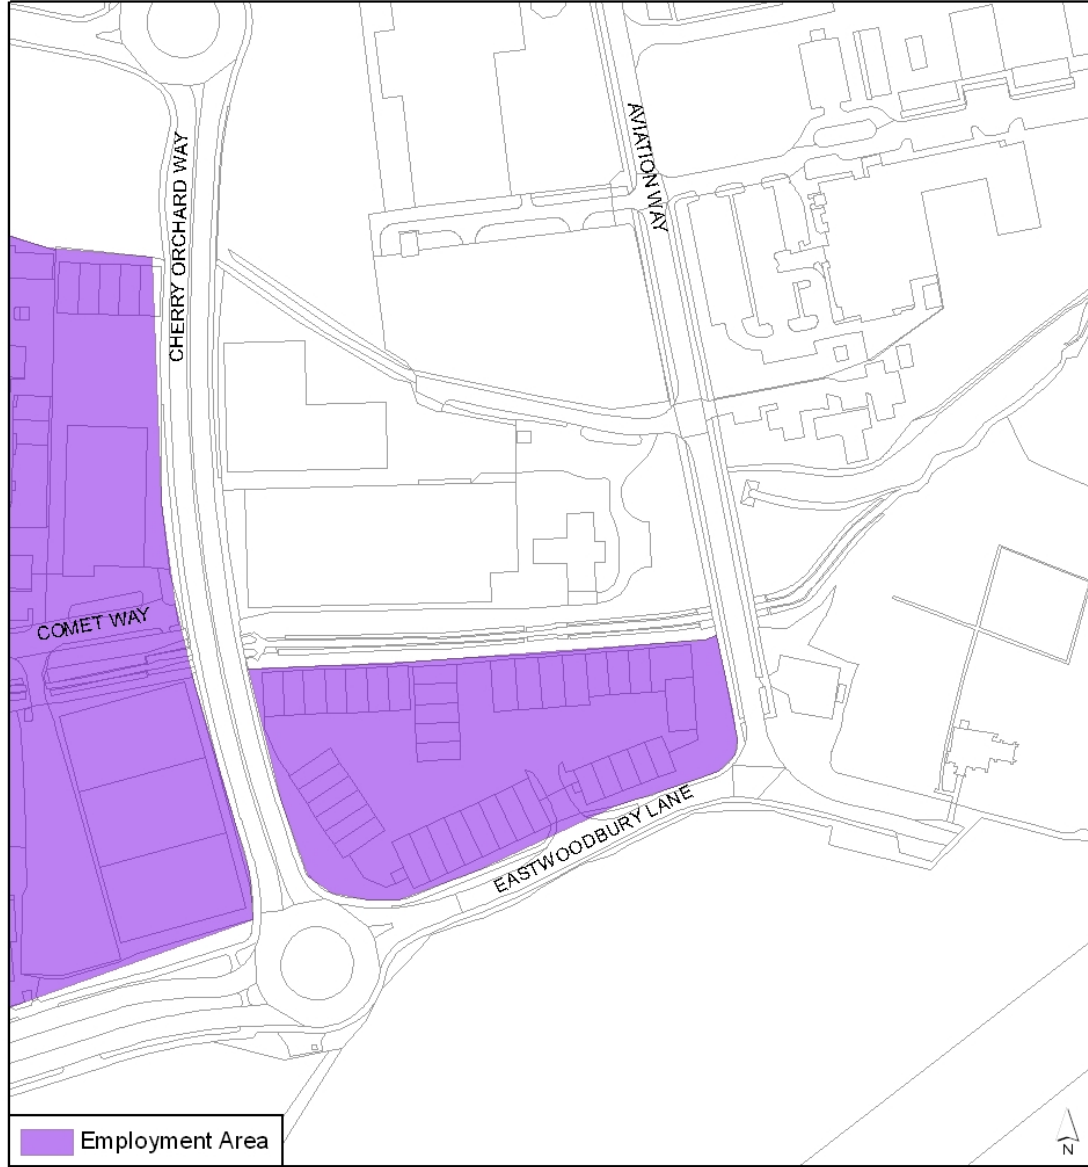 AVIATION WAY
CHERRY ORCHARD WAY
COMET WAY
EASTWOODBURY LANE
Employment Area
N